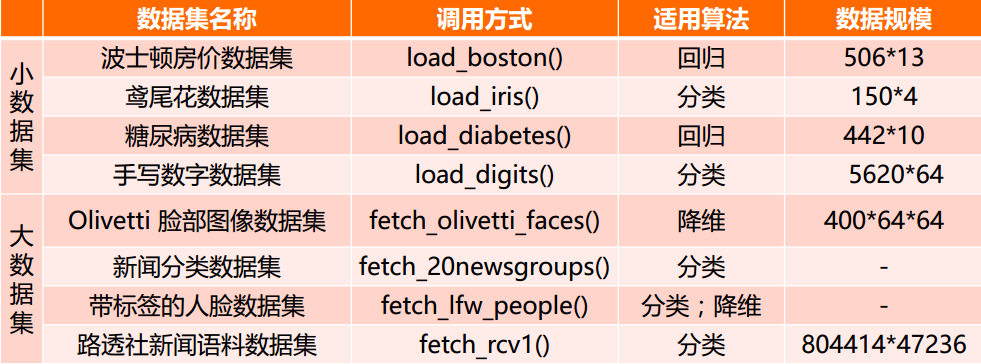 数据集名称 调用方式 适用算法 数据规模
小数据集
波士顿房价数据集 load_boston() 回归 506*13
鸢尾花数据集 load_iris() 分类 150*4
糖尿病数据集 load_diabetes() 回归 442*10
手写数字数据集 load_digits() 分类 5620*64
大数据集
Olivetti 脸部图像数据集 fetch_olivetti_faces() 降维 400*64*64
新闻分类数据集 fetch_20newsgroups() 分类 -
带标签的人脸数据集 fetch_lfw_people() 分类；降维 -
路透社新闻语料数据集 fetch_rcv1() 分类 804414*47236